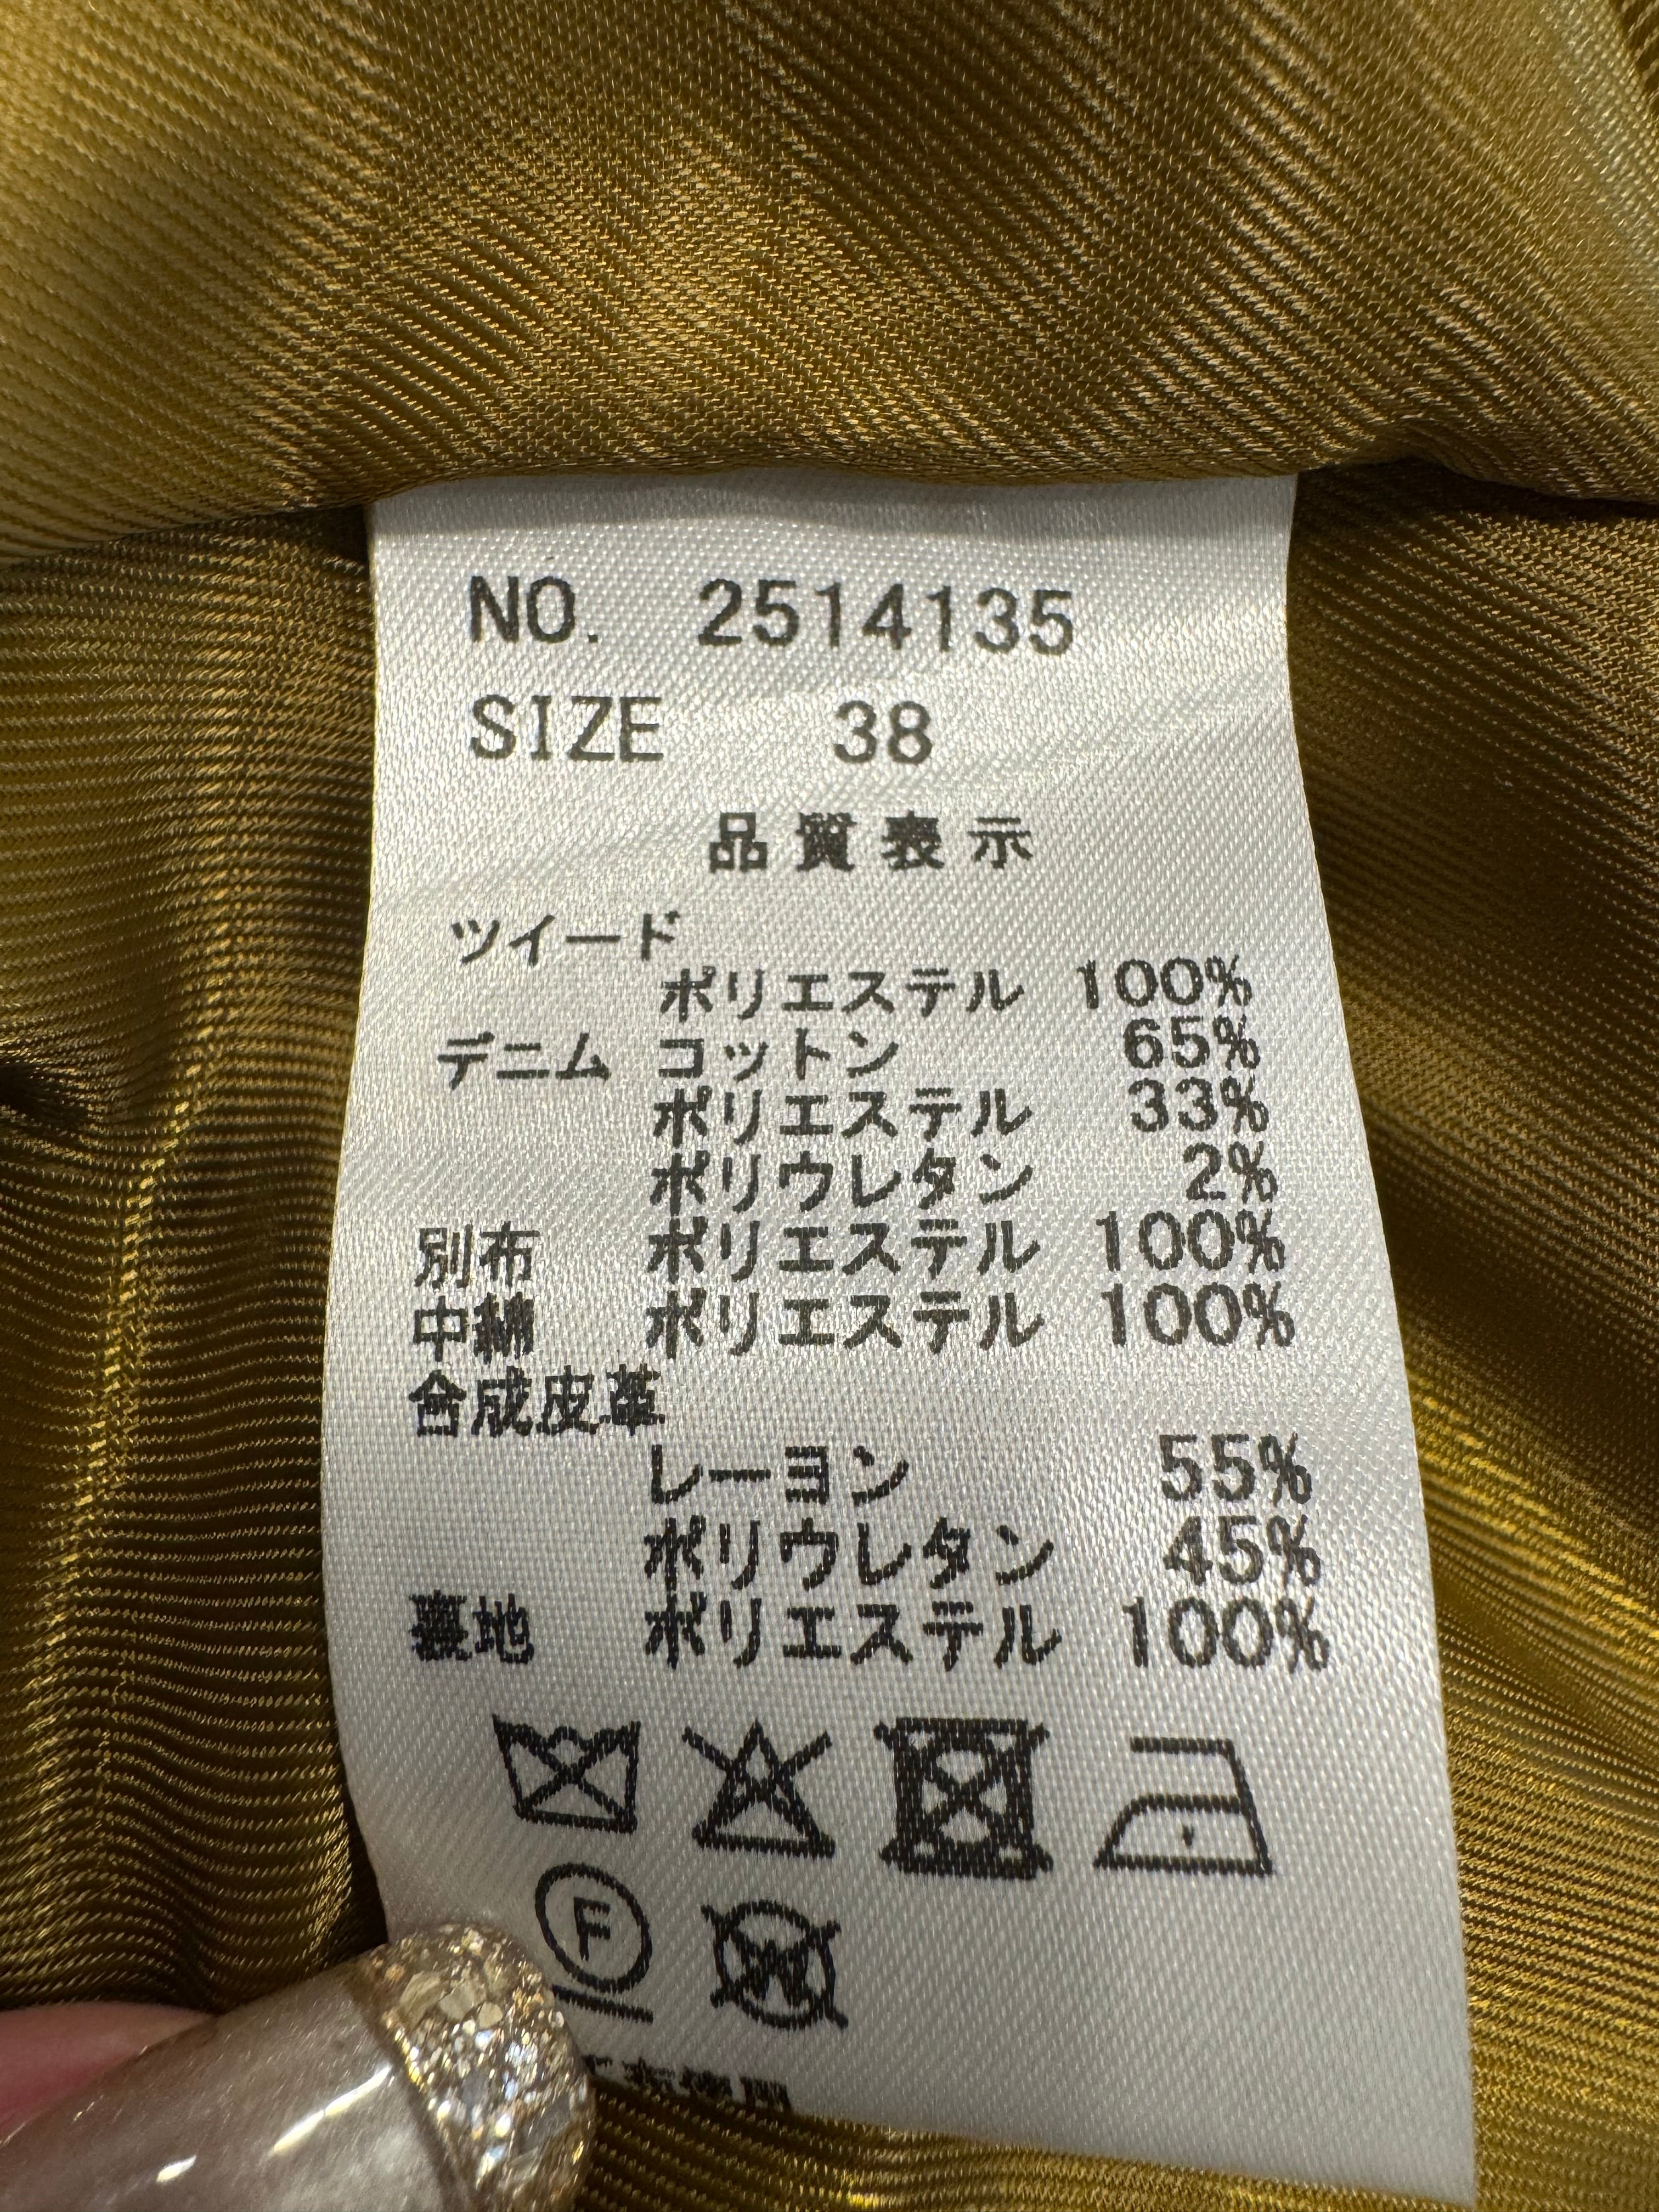 NO. 2514135
SIZE 38
品質表示
ツイード
ポリエステル 100%
デニム コットン 65%
ポリエステル 33%
ポリウレタン 2%
別布 ポリエステル 100%
中綿 ポリエステル 100%
合成皮革
レーヨン 55%
ポリウレタン 45%
裏地 ポリエステル 100%
F
W